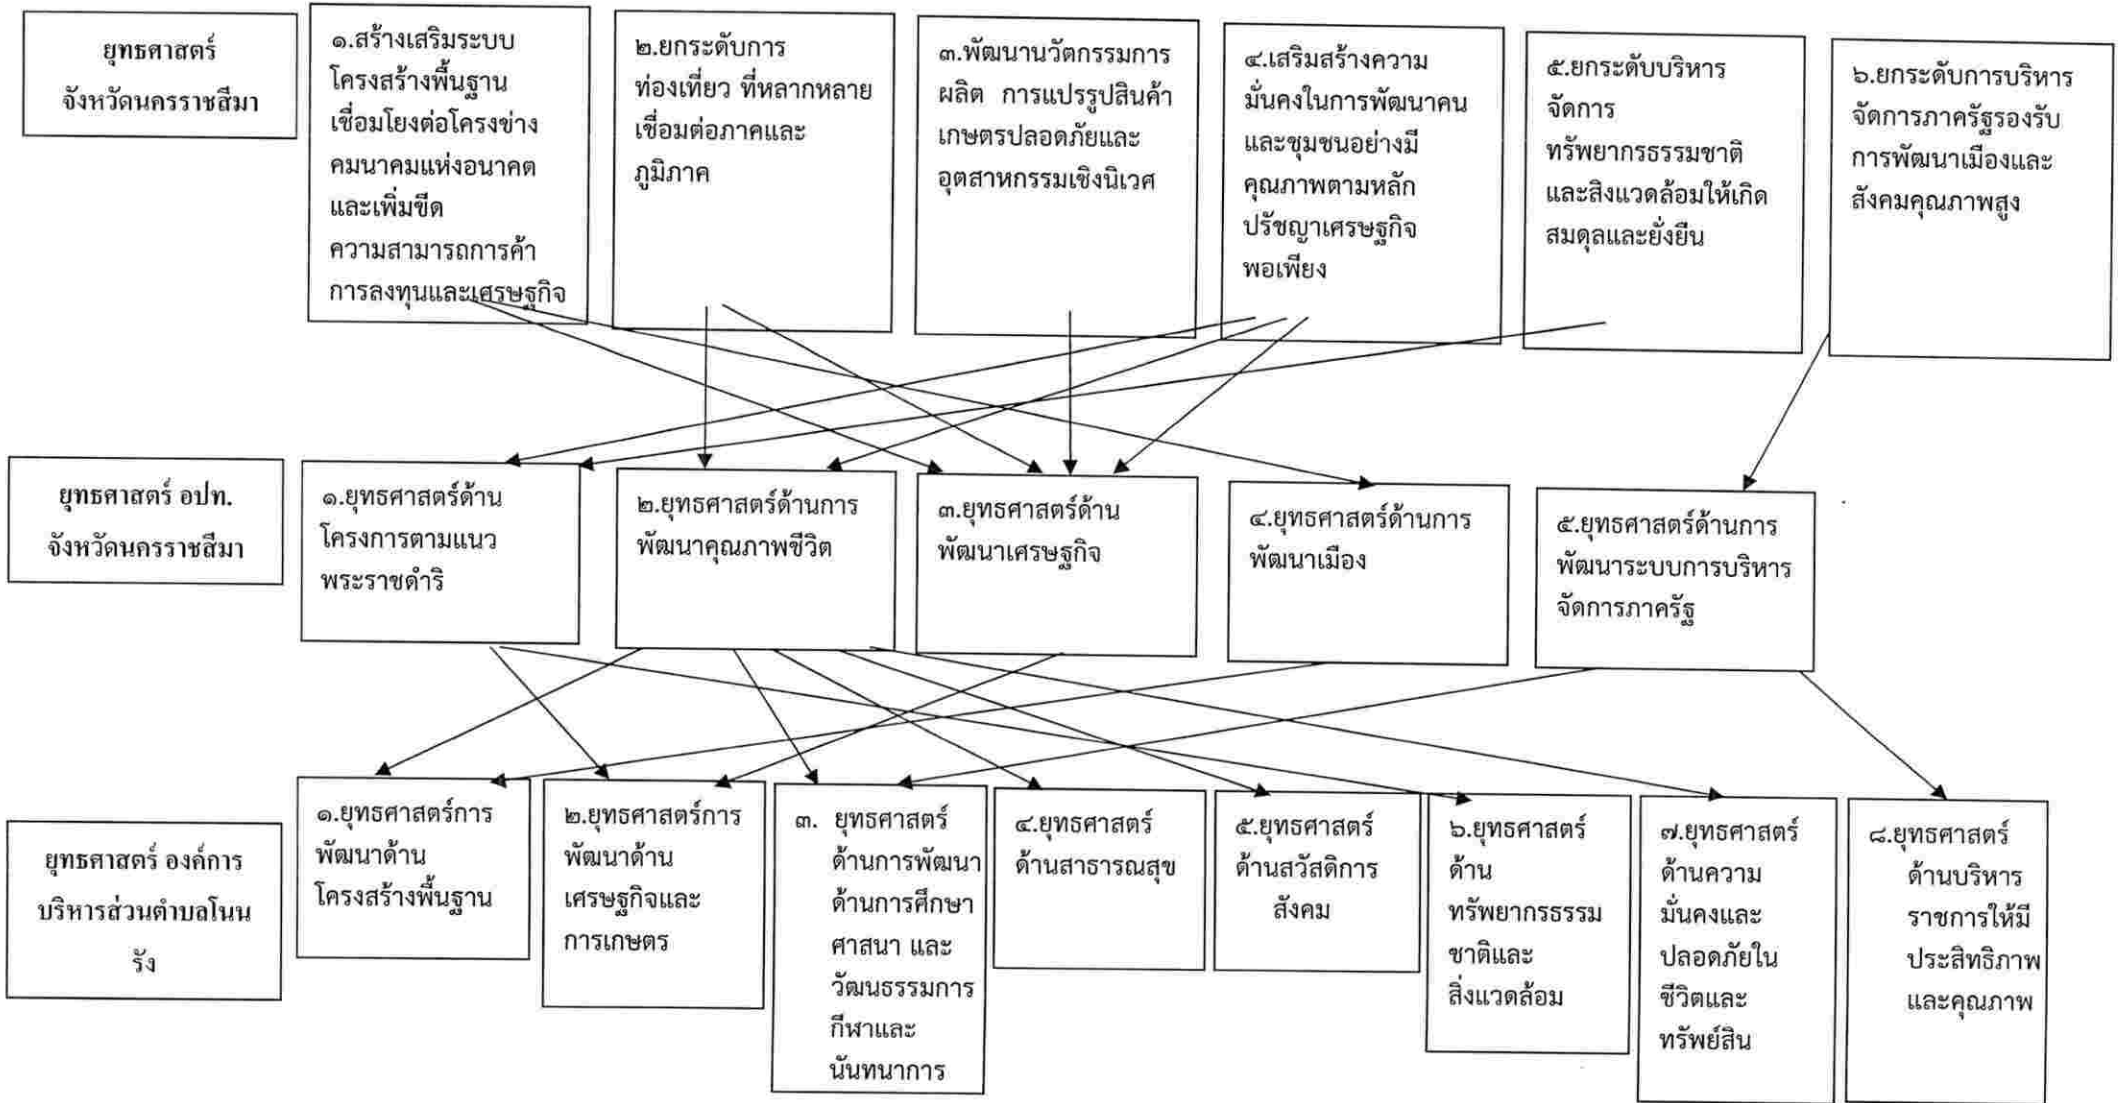 ยุทธศาสตร์
จังหวัดนครราชสีมา
๑.สร้างเสริมระบบ
โครงสร้างพื้นฐาน
เชื่อมโยงต่อโครงข่าง
คมนาคมแห่งอนาคต
และเพิ่มขีด
ความสามารถการค้า
การลงทุนและเศรษฐกิจ
๒.ยกระดับการ
ท่องเที่ยว ที่หลากหลาย
เชื่อมต่อภาคและ
ภูมิภาค
๓.พัฒนานวัตกรรมการ
ผลิต การแปรรูปสินค้า
เกษตรปลอดภัยและ
อุตสาหกรรมเชิงนิเวศ
๔.เสริมสร้างความ
มั่นคงในการพัฒนาคน
และชุมชนอย่างมี
คุณภาพตามหลัก
ปรัชญาเศรษฐกิจ
พอเพียง
๕.ยกระดับบริหาร
จัดการ
ทรัพยากรธรรมชาติ
และสิงแวดล้อมให้เกิด
สมดุลและยั่งยืน
๖.ยกระดับการบริหาร
จัดการภาครัฐรองรับ
การพัฒนาเมืองและ
สังคมคุณภาพสูง
ยุทธศาสตร์ อปท.
จังหวัดนครราชสีมา
๑.ยุทธศาสตร์ด้าน
โครงการตามแนว
พระราชดำริ
๒.ยุทธศาสตร์ด้านการ
พัฒนาคุณภาพชีวิต
๓.ยุทธศาสตร์ด้าน
พัฒนาเศรษฐกิจ
๔.ยุทธศาสตร์ด้านการ
พัฒนาเมือง
๕.ยุทธศาสตร์ด้านการ
พัฒนาระบบการบริหาร
จัดการภาครัฐ
ยุทธศาสตร์ องค์การ
บริหารส่วนตำบลโนน
รัง
๑.ยุทธศาสตร์การ
พัฒนาด้าน
โครงสร้างพื้นฐาน
๒.ยุทธศาสตร์การ
พัฒนาด้าน
เศรษฐกิจและ
การเกษตร
๓. ยุทธศาสตร์
ด้านการพัฒนา
ด้านการศึกษา
ศาสนา และ
วัฒนธรรมการ
กีฬาและ
นันทนาการ
๔.ยุทธศาสตร์
ด้านสาธารณสุข
๕.ยุทธศาสตร์
ด้านสวัสดิการ
สังคม
๖.ยุทธศาสตร์
ด้าน
ทรัพยากรธรรม
ชาติและ
สิ่งแวดล้อม
๗.ยุทธศาสตร์
ด้านความ
มั่นคงและ
ปลอดภัยใน
ชีวิตและ
ทรัพย์สิน
๘.ยุทธศาสตร์
ด้านบริหาร
ราชการให้มี
ประสิทธิภาพ
และคุณภาพ